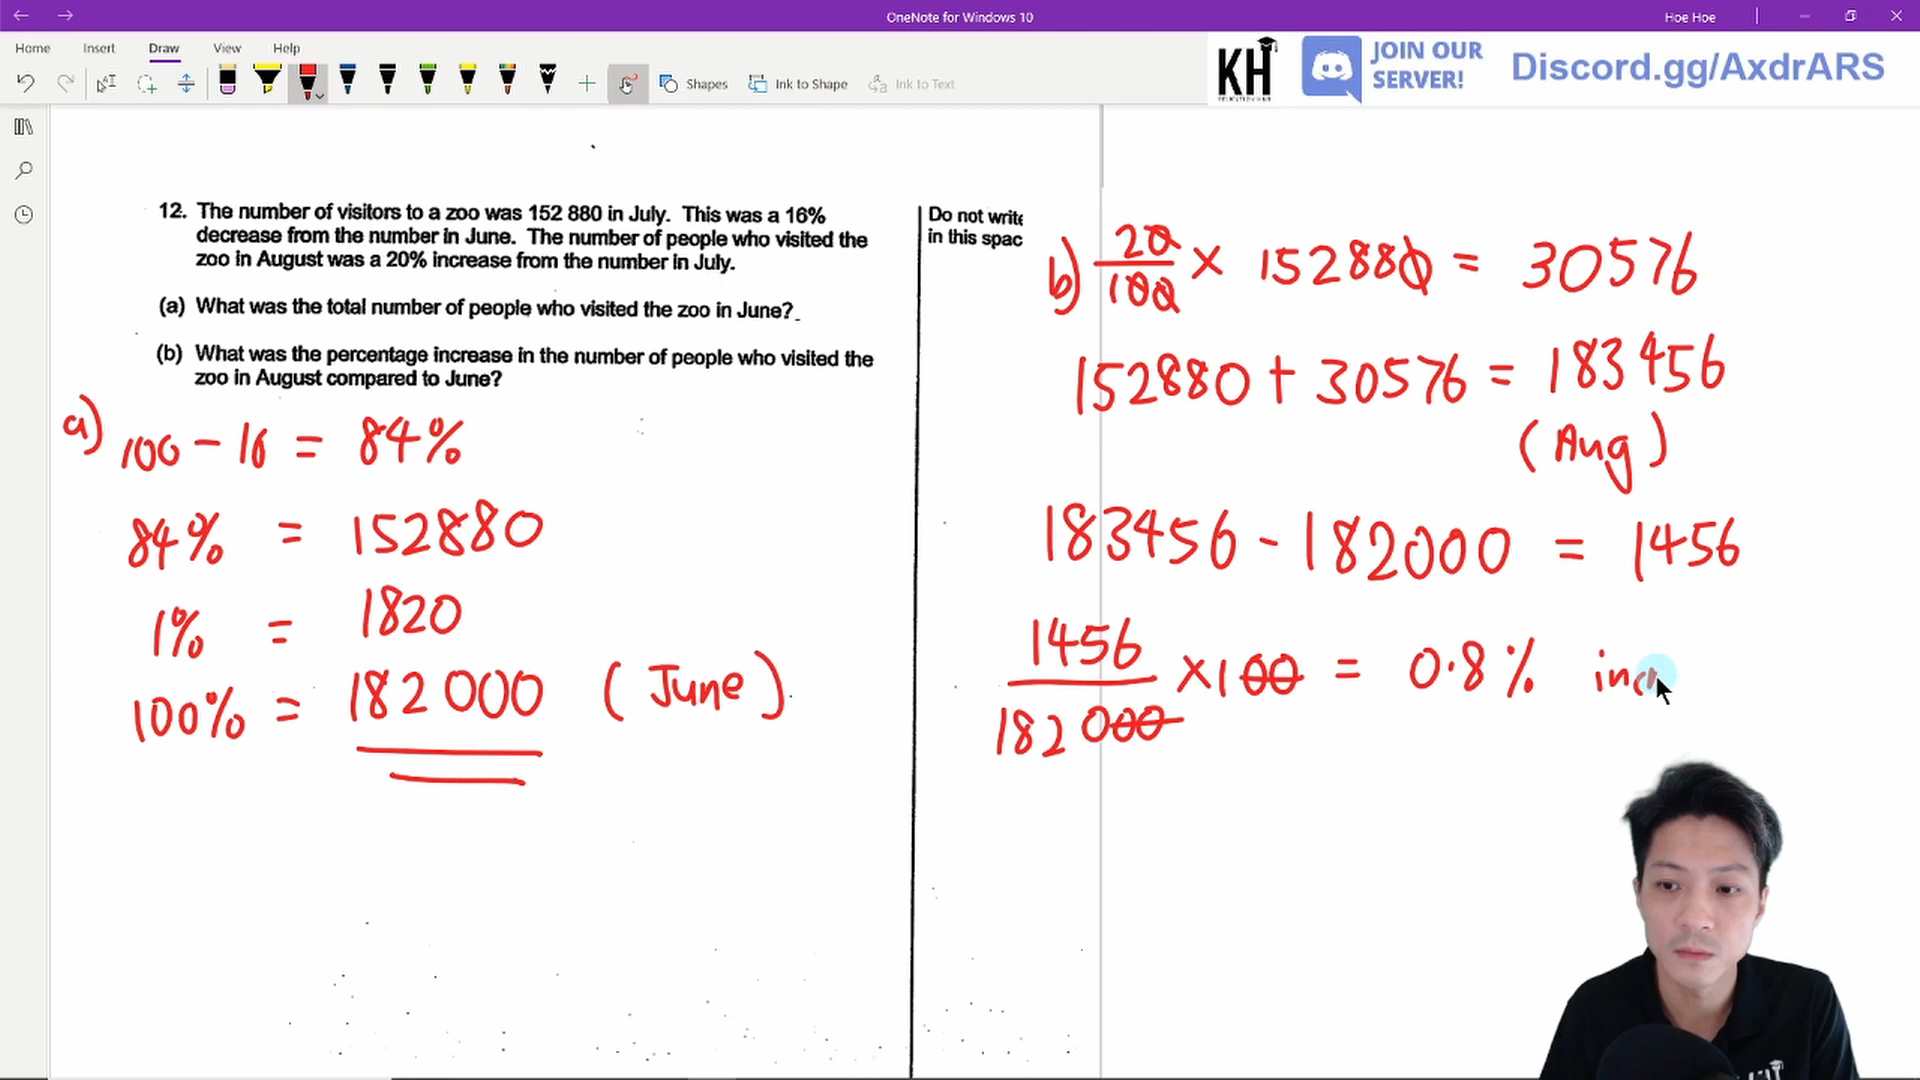 OneNote for Windows 10
Hoe Hoe
Home Insert Draw View Help
Shapes Ink to Shape Ink to Text
KH
JOIN OUR
SERVER!
Discord.gg/AxdrARS
12. The number of visitors to a zoo was 152 880 in July. This was a 16%
decrease from the number in June. The number of people who visited the
zoo in August was a 20% increase from the number in July.
(a) What was the total number of people who visited the zoo in June?
(b) What was the percentage increase in the number of people who visited the
zoo in August compared to June?
Do not write
in this spac
a) 100 - 16 = 84%
84% = 152880
1% = 1820
100% = 182 000 (June)
b) 20/100 × 152880 = 30576
152880 + 30576 = 183456
(Aug)
183456 - 182000 = 1456
1456/182000 × 100 = 0.8% inc